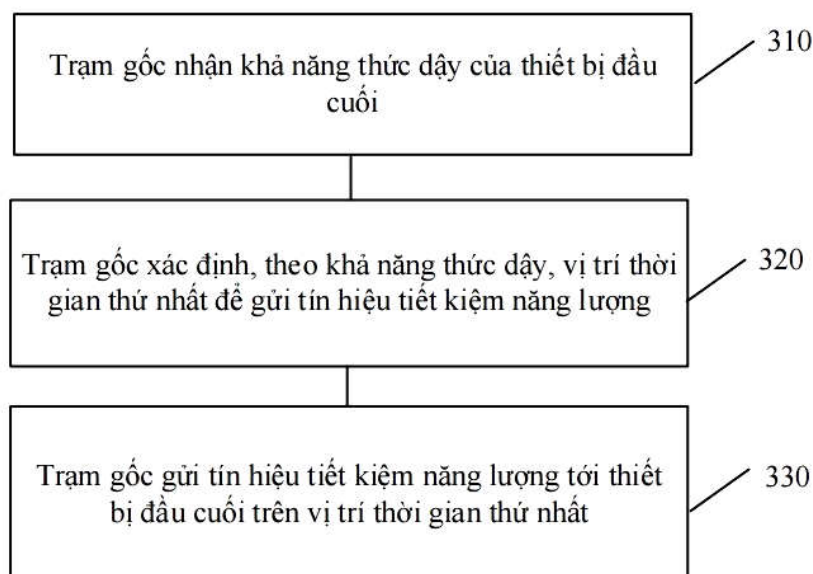 Trạm gốc nhận khả năng thức dậy của thiết bị đầu
cuối
310
Trạm gốc xác định, theo khả năng thức dậy, vị trí thời
gian thứ nhất để gửi tín hiệu tiết kiệm năng lượng
320
Trạm gốc gửi tín hiệu tiết kiệm năng lượng tới thiết
bị đầu cuối trên vị trí thời gian thứ nhất
330